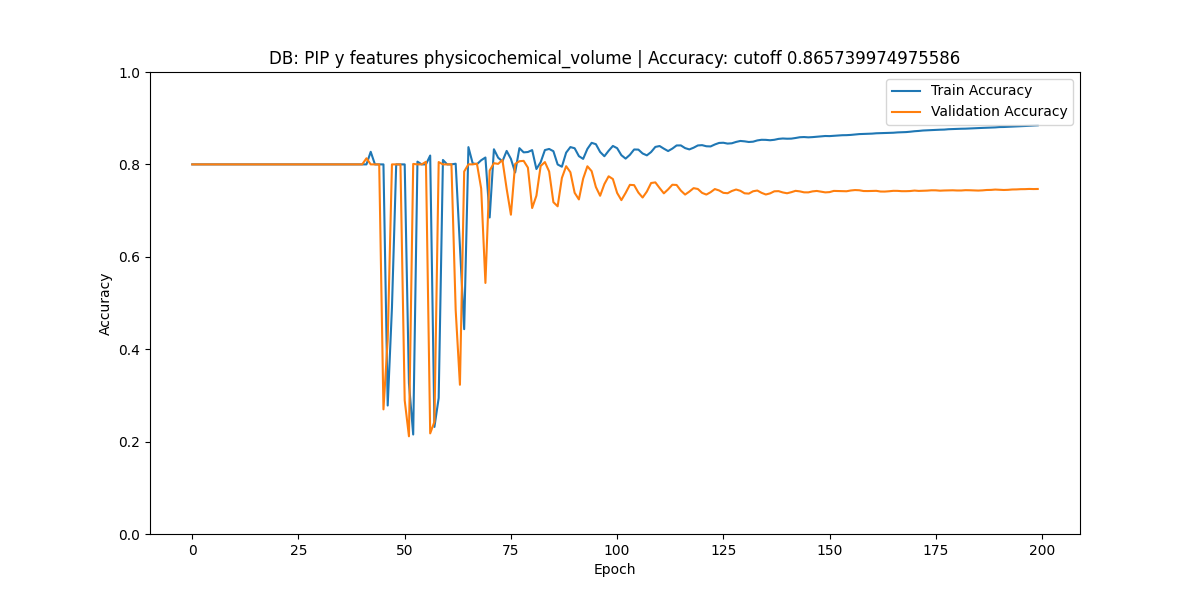 DB: PIP y features physicochemical_volume | Accuracy: cutoff 0.865739974975586
Train Accuracy
Validation Accuracy
1.0
0.8
0.6
0.4
0.2
0.0
Accuracy
0 25 50 75 100 125 150 175 200
Epoch